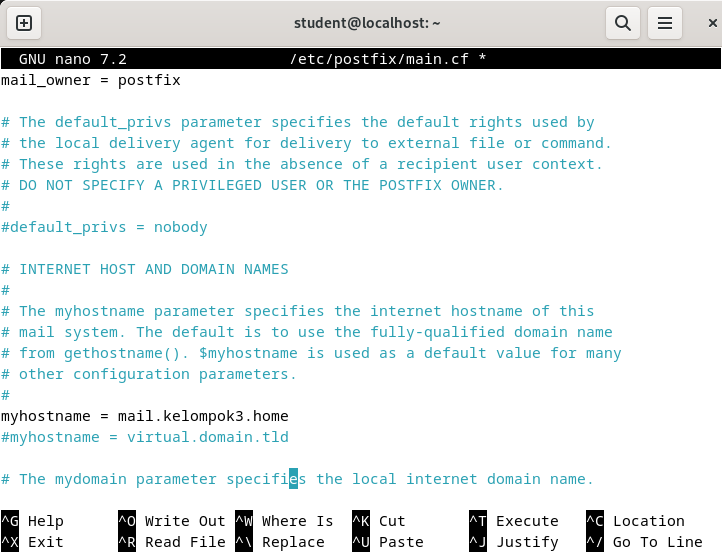 student@localhost: ~
GNU nano 7.2 /etc/postfix/main.cf *
mail_owner = postfix
# The default_privs parameter specifies the default rights used by
# the local delivery agent for delivery to external file or command.
# These rights are used in the absence of a recipient user context.
# DO NOT SPECIFY A PRIVILEGED USER OR THE POSTFIX OWNER.
#
#default_privs = nobody
# INTERNET HOST AND DOMAIN NAMES
#
# The myhostname parameter specifies the internet hostname of this
# mail system. The default is to use the fully-qualified domain name
# from gethostname(). $myhostname is used as a default value for many
# other configuration parameters.
#
myhostname = mail.kelompok3.home
#myhostname = virtual.domain.tld
# The mydomain parameter specifies the local internet domain name.
^G Help ^O Write Out ^W Where Is ^K Cut ^T Execute ^C Location
^X Exit ^R Read File ^\ Replace ^U Paste ^J Justify ^/ Go To Line